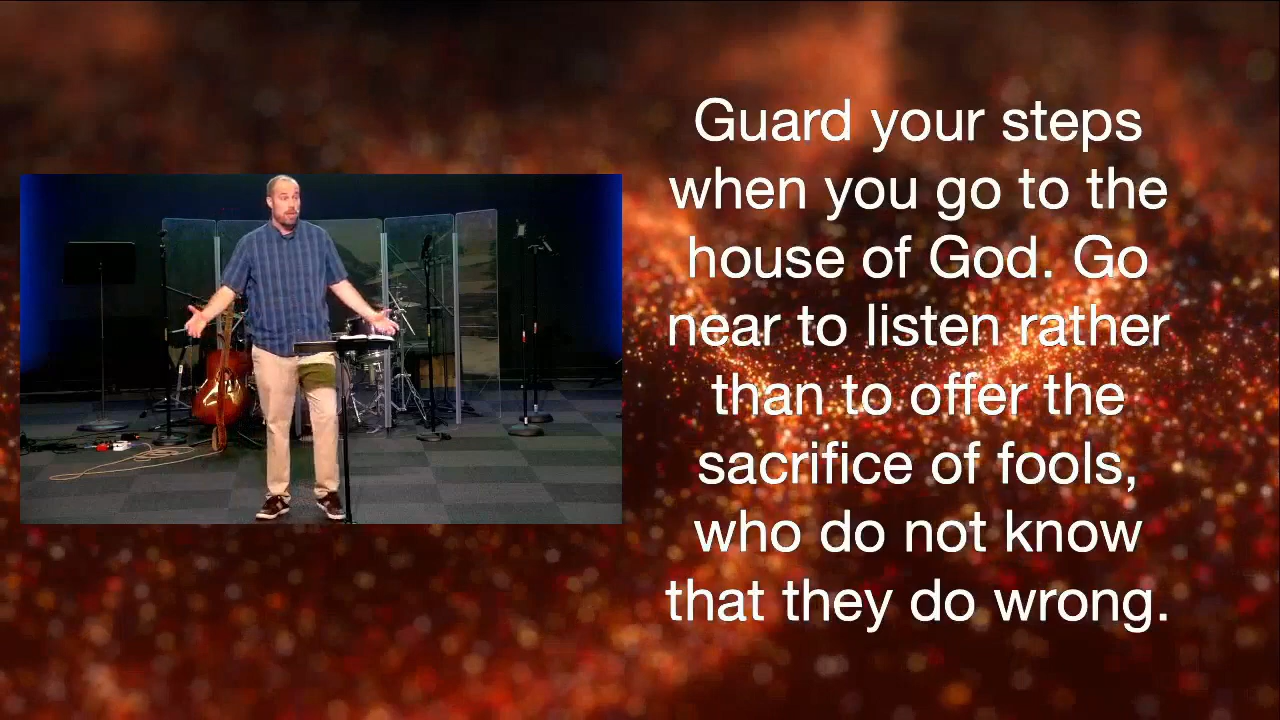 Guard your steps
when you go to the
house of God. Go
near to listen rather
than to offer the
sacrifice of fools,
who do not know
that they do wrong.